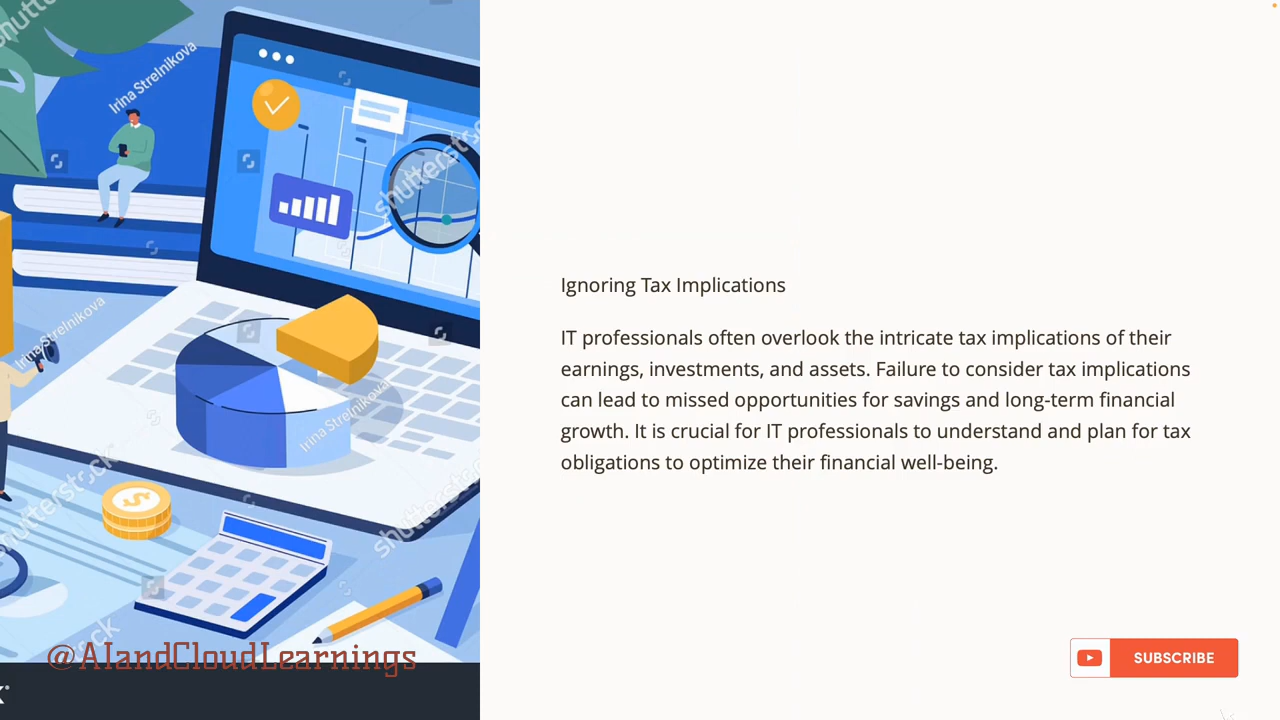 Irina Strelnikova
shutterstock
Irina Strelnikova
Irina Strelnikova
shutterstock
shutterstock
@AIandCloudLearnings
Ignoring Tax Implications
IT professionals often overlook the intricate tax implications of their
earnings, investments, and assets. Failure to consider tax implications
can lead to missed opportunities for savings and long-term financial
growth. It is crucial for IT professionals to understand and plan for tax
obligations to optimize their financial well-being.
SUBSCRIBE